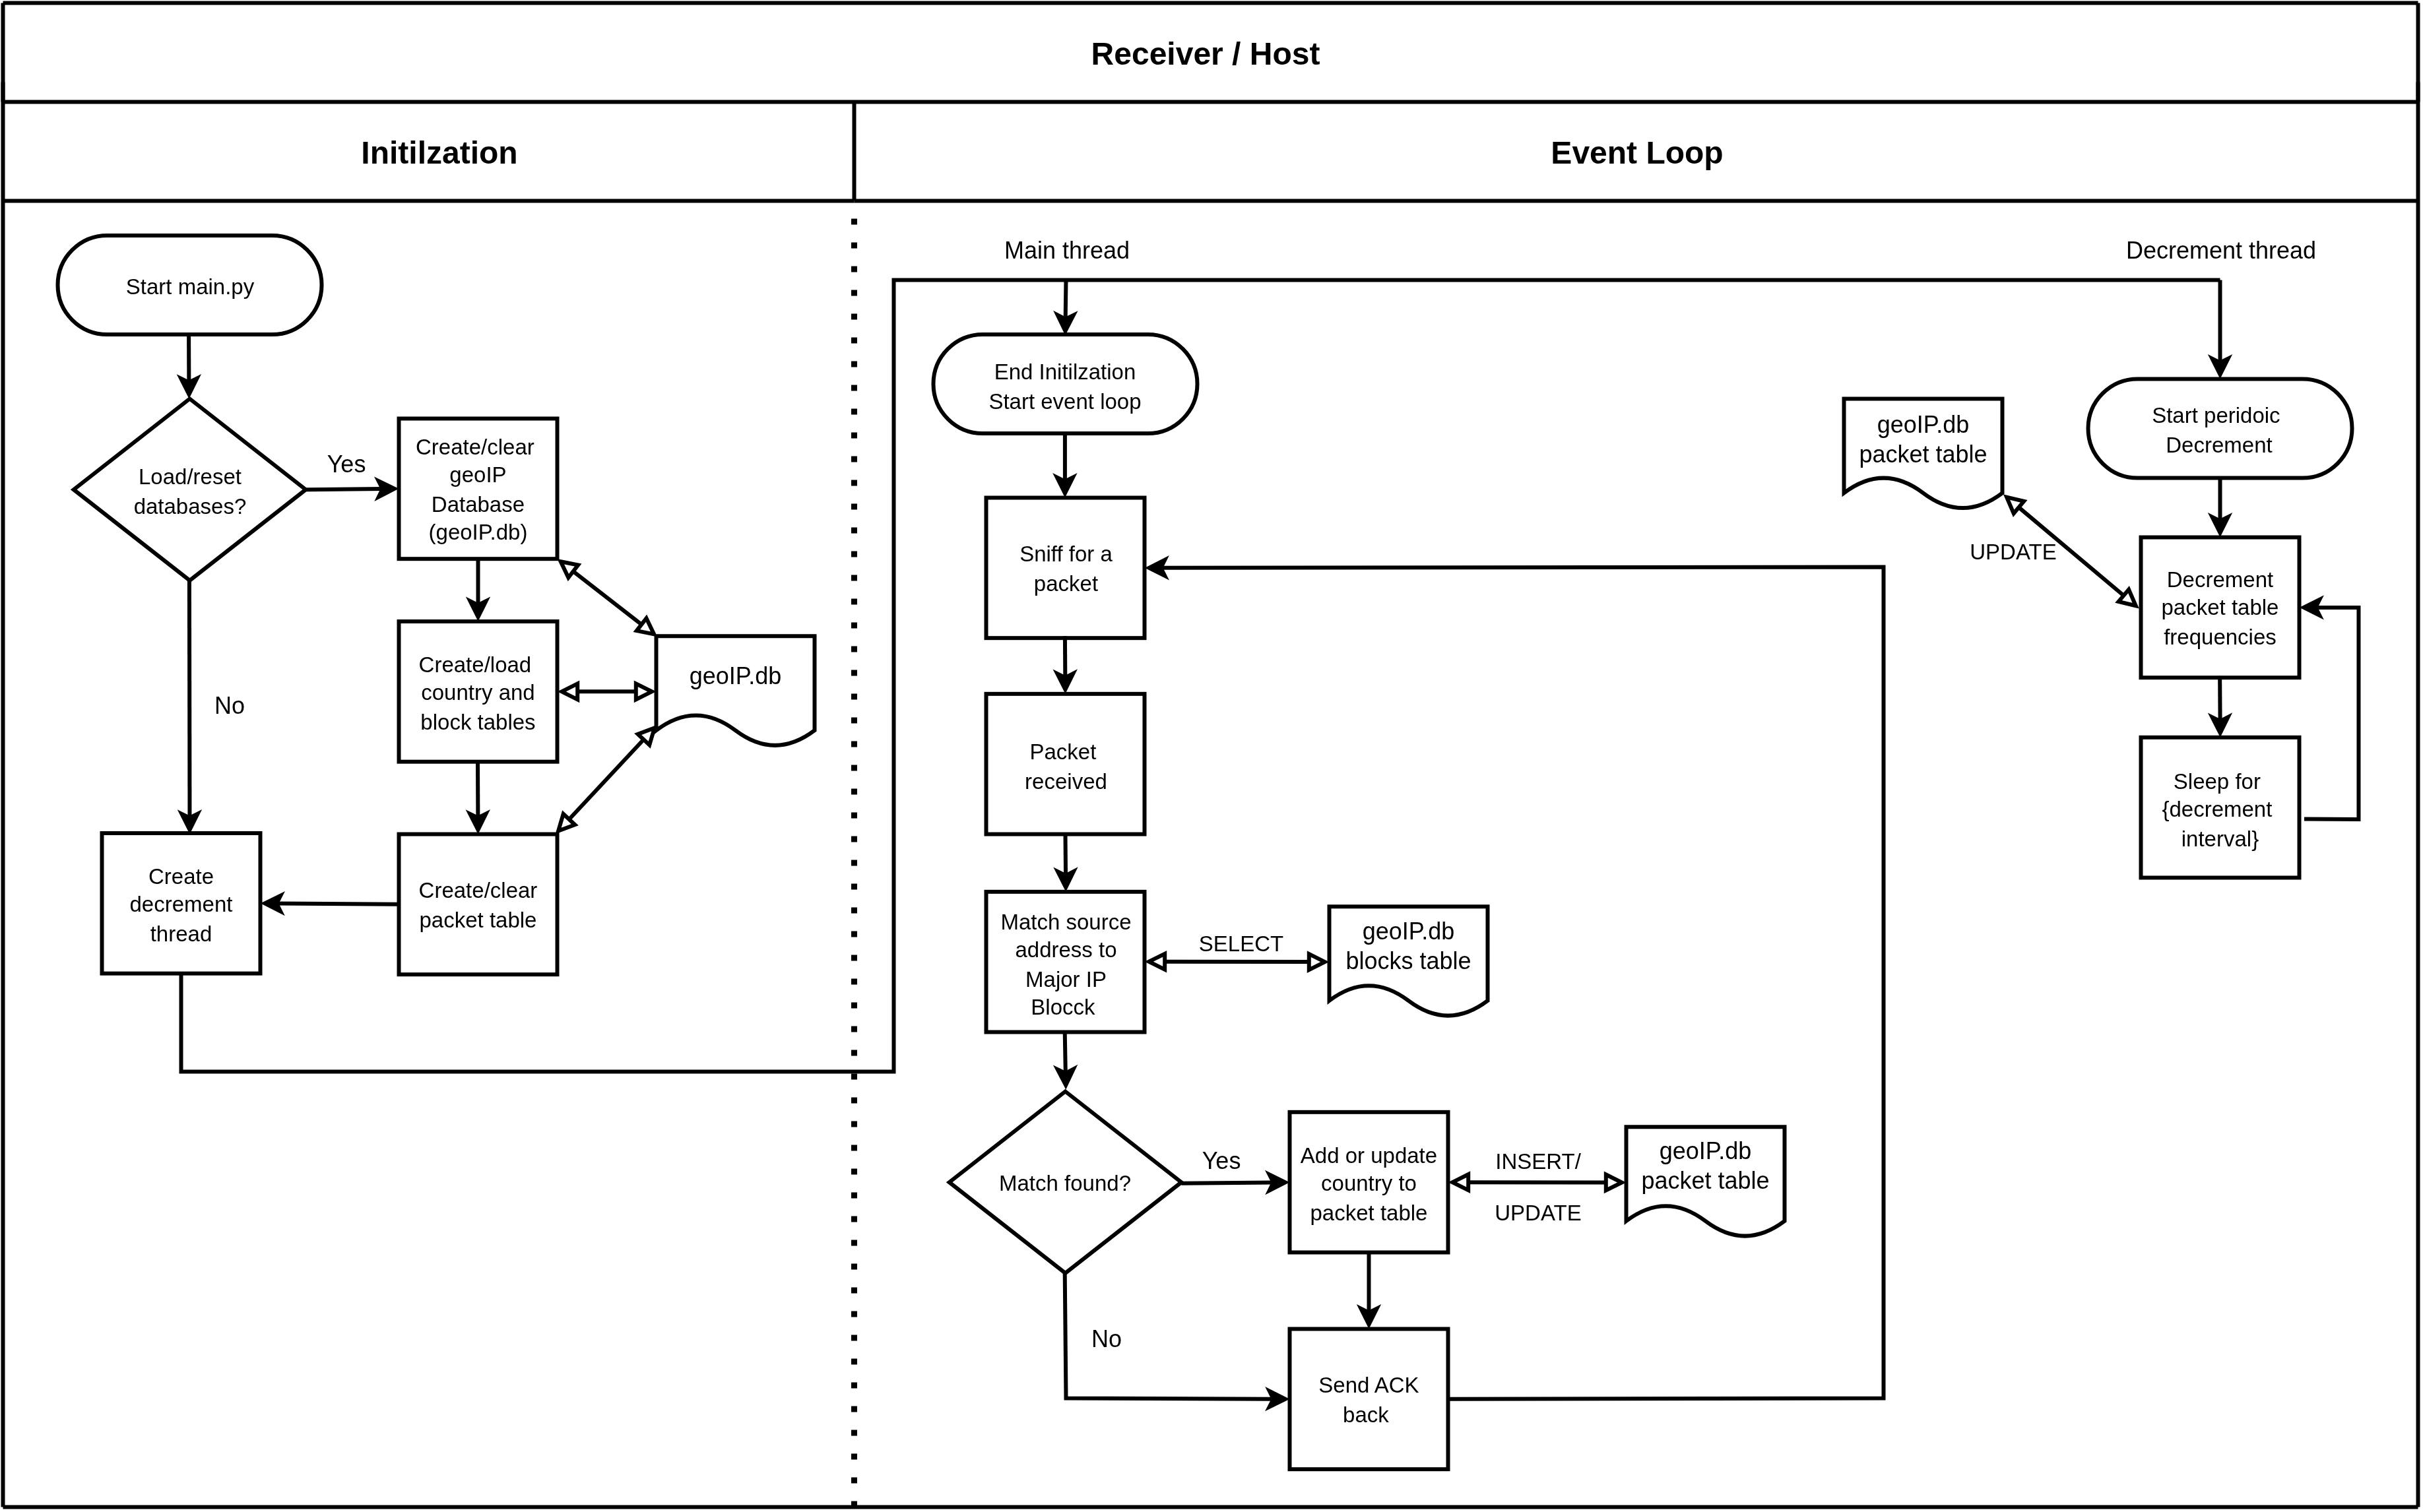 Receiver / Host
Initilzation
Event Loop
Start main.py
Load/reset
databases?
Yes
No
Create/clear
geoIP
Database
(geoIP.db)
Create/load
country and
block tables
geoIP.db
Create/clear
packet table
Create
decrement
thread
Main thread
End Initilzation
Start event loop
Sniff for a
packet
Packet
received
Match source
address to
Major IP
Blocck
SELECT
geoIP.db
blocks table
Match found?
Yes
No
Add or update
country to
packet table
INSERT/
UPDATE
geoIP.db
packet table
Send ACK
back
Decrement thread
Start peridoic
Decrement
geoIP.db
packet table
UPDATE
Decrement
packet table
frequencies
Sleep for
{decrement
interval}